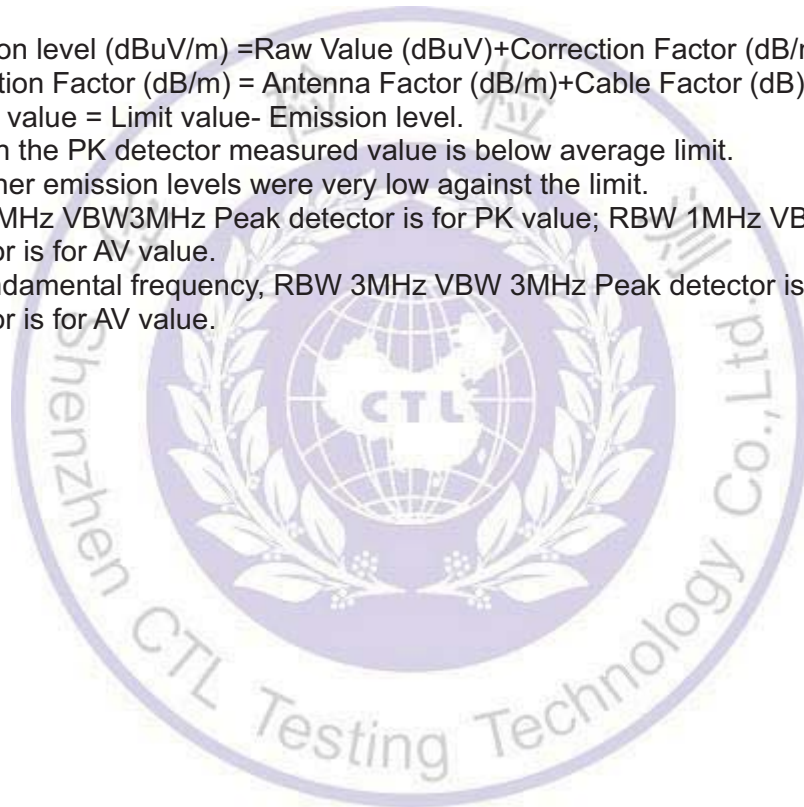 on level (dBuV/m) =Raw Value (dBuV)+Correction Factor (dB/m
tion Factor (dB/m) = Antenna Factor (dB/m)+Cable Factor (dB)
value = Limit value- Emission level.
n the PK detector measured value is below average limit.
her emission levels were very low against the limit.
MHz VBW3MHz Peak detector is for PK value; RBW 1MHz VB
or is for AV value.
ndamental frequency, RBW 3MHz VBW 3MHz Peak detector is
or is for AV value.
检
测
CTL
Shenzhen CTL Testing Technology Co., Ltd.